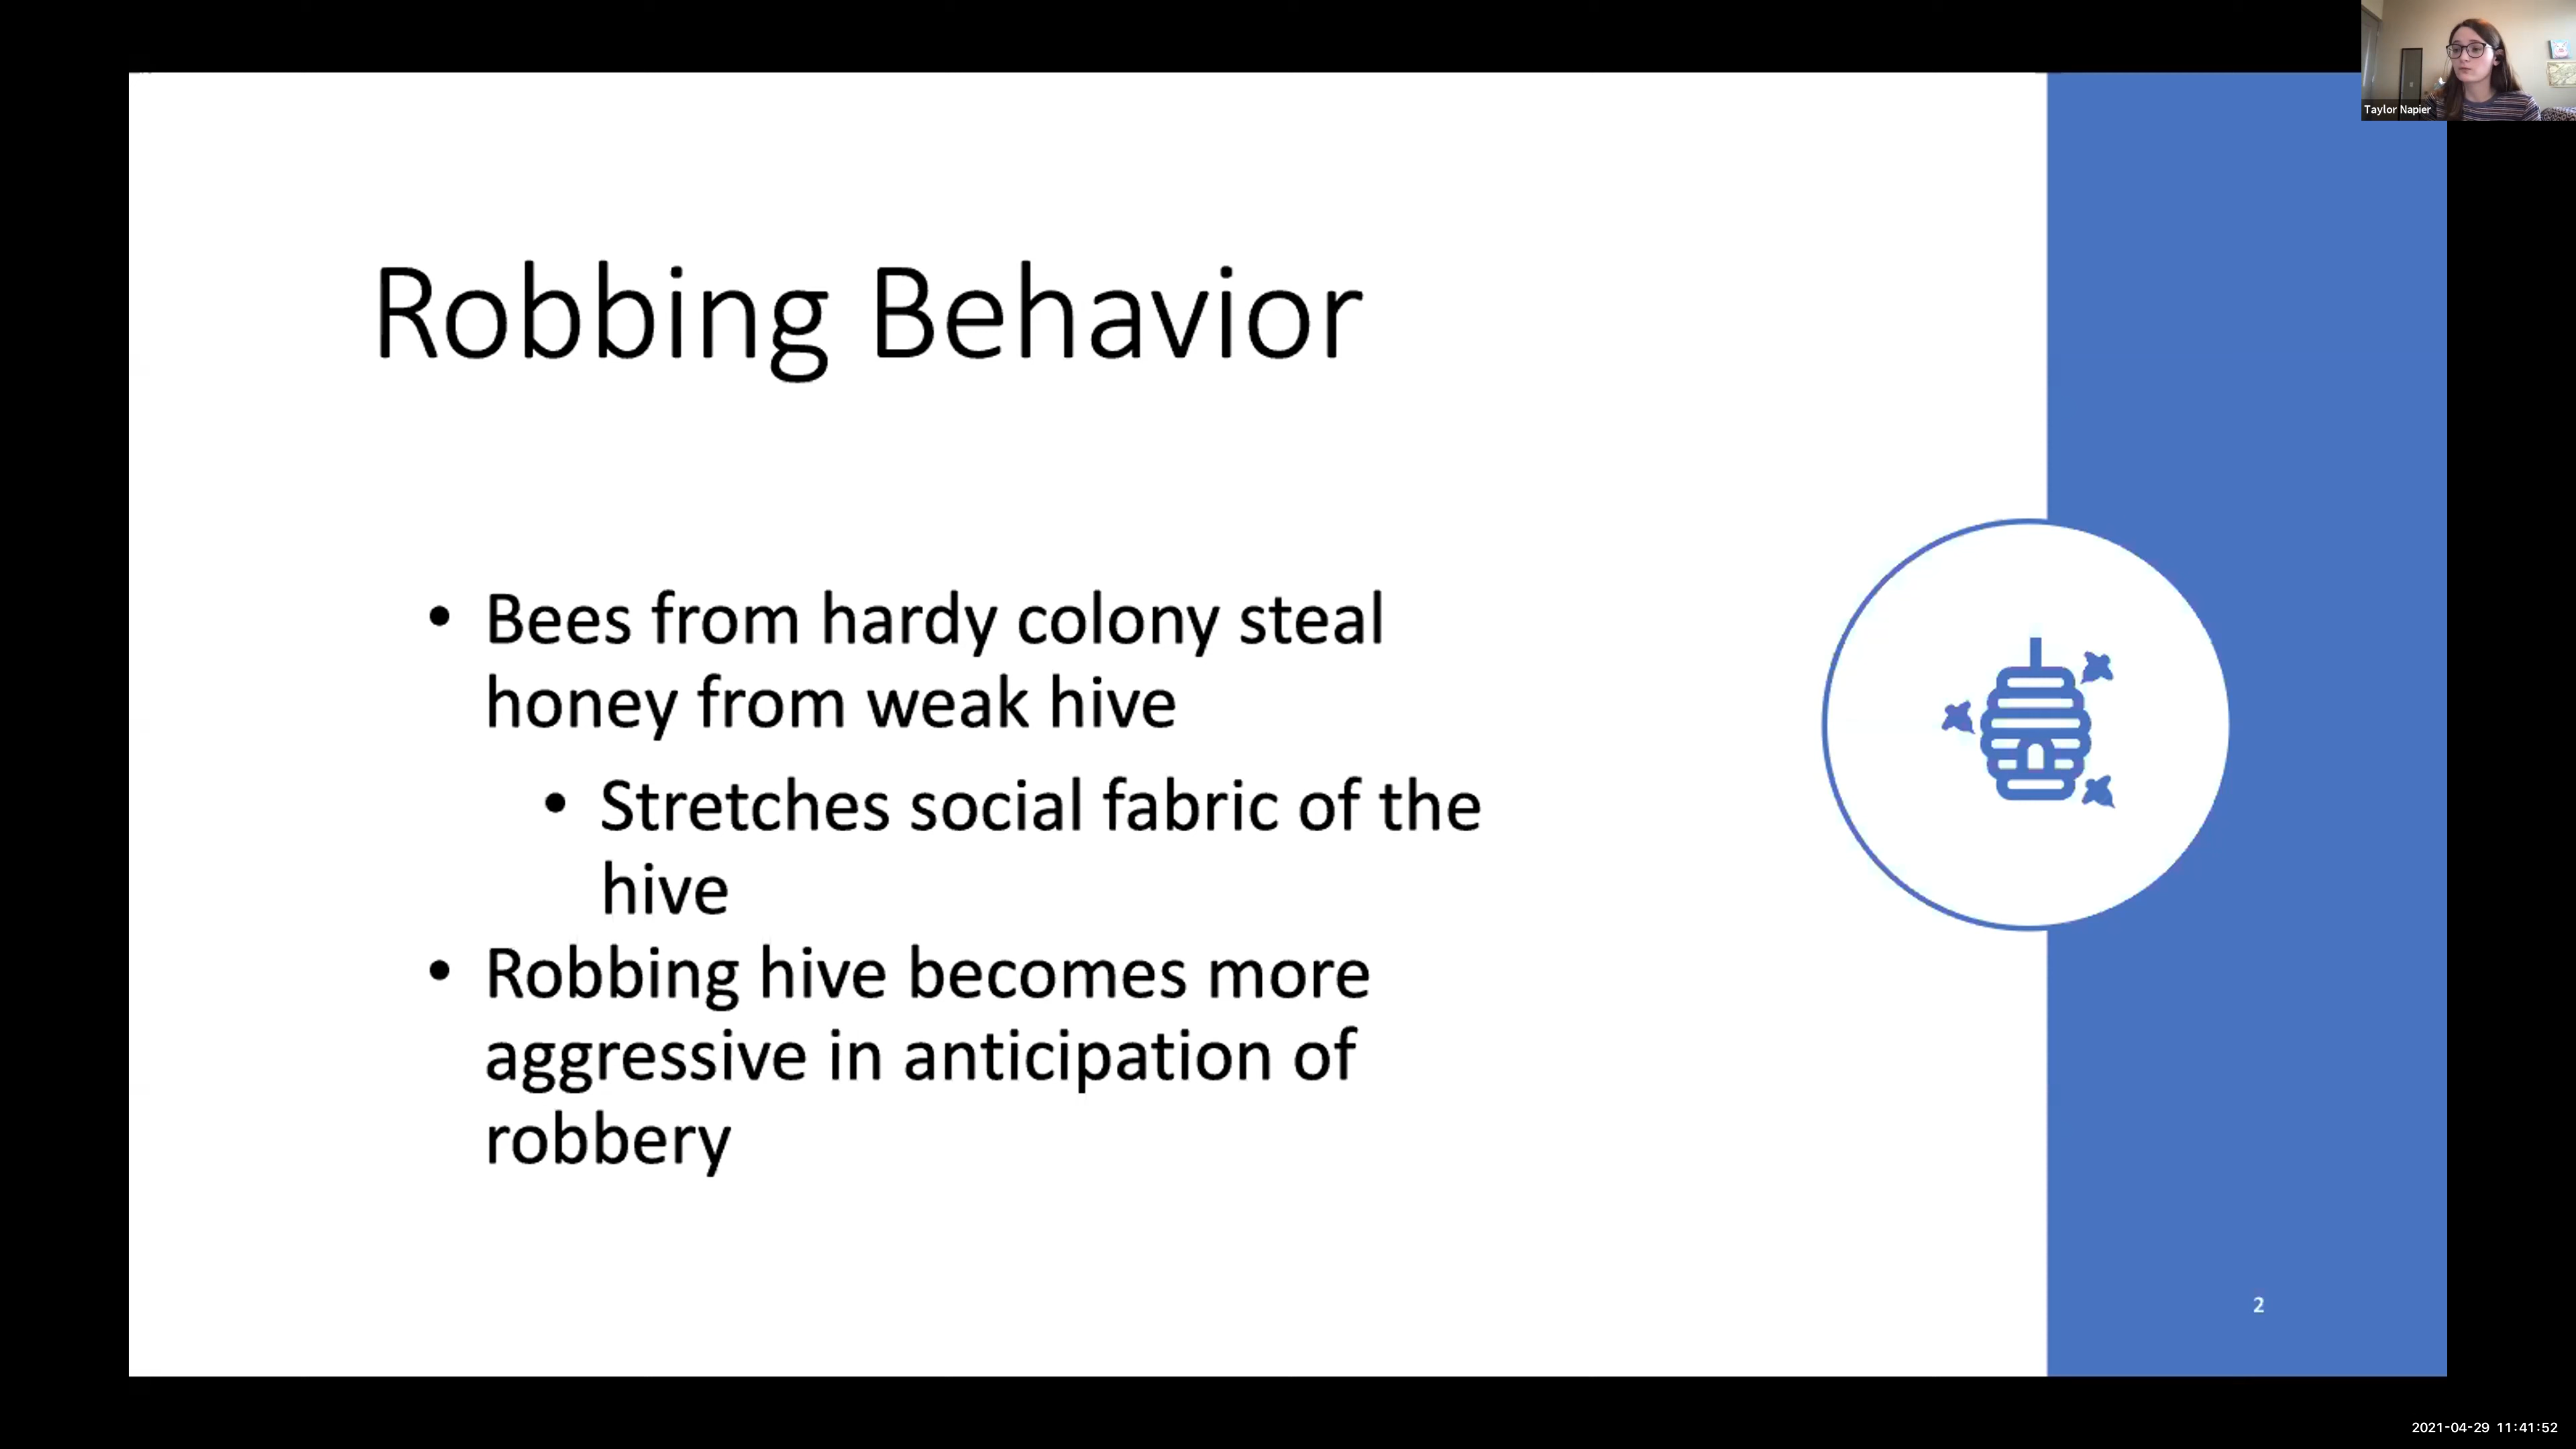 Taylor Napier
Robbing Behavior
• Bees from hardy colony steal
honey from weak hive
• Stretches social fabric of the
hive
• Robbing hive becomes more
aggressive in anticipation of
robbery
2
2021-04-29 11:41:52